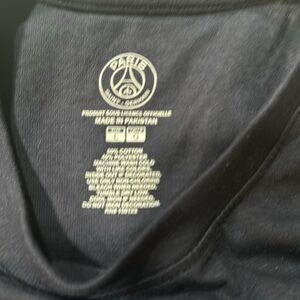 PARIS
SAINT-GERMAIN
PRODUIT SOUS LICENCE OFFICIELLE
MADE IN PAKISTAN
L G
60% COTTON
40% POLYESTER
MACHINE WASH COLD
WITH LIKE COLORS,
INSIDE OUT IF DECORATED.
USE ONLY NON-CHLORINE
BLEACH WHEN NEEDED.
TUMBLE DRY LOW.
COOL IRON IF NEEDED.
DO NOT IRON DECORATION.